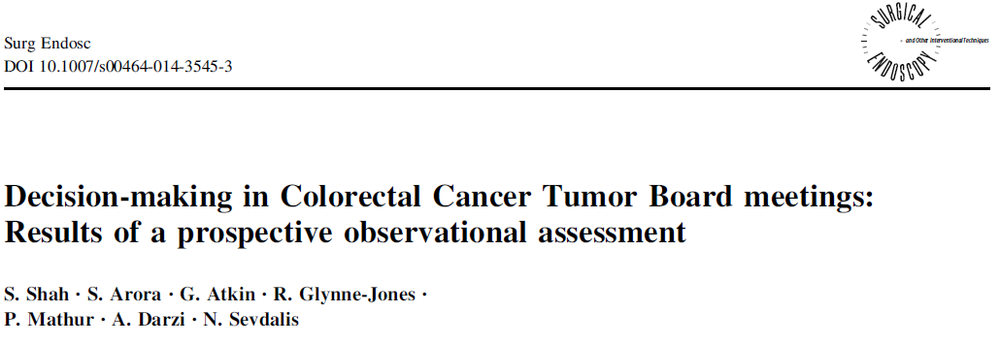 Surg Endosc
DOI 10.1007/s00464-014-3545-3
SURGICAL
and Other Interventional Techniques
ENDOSCOPY
Decision-making in Colorectal Cancer Tumor Board meetings:
Results of a prospective observational assessment
S. Shah · S. Arora · G. Atkin · R. Glynne-Jones ·
P. Mathur · A. Darzi · N. Sevdalis